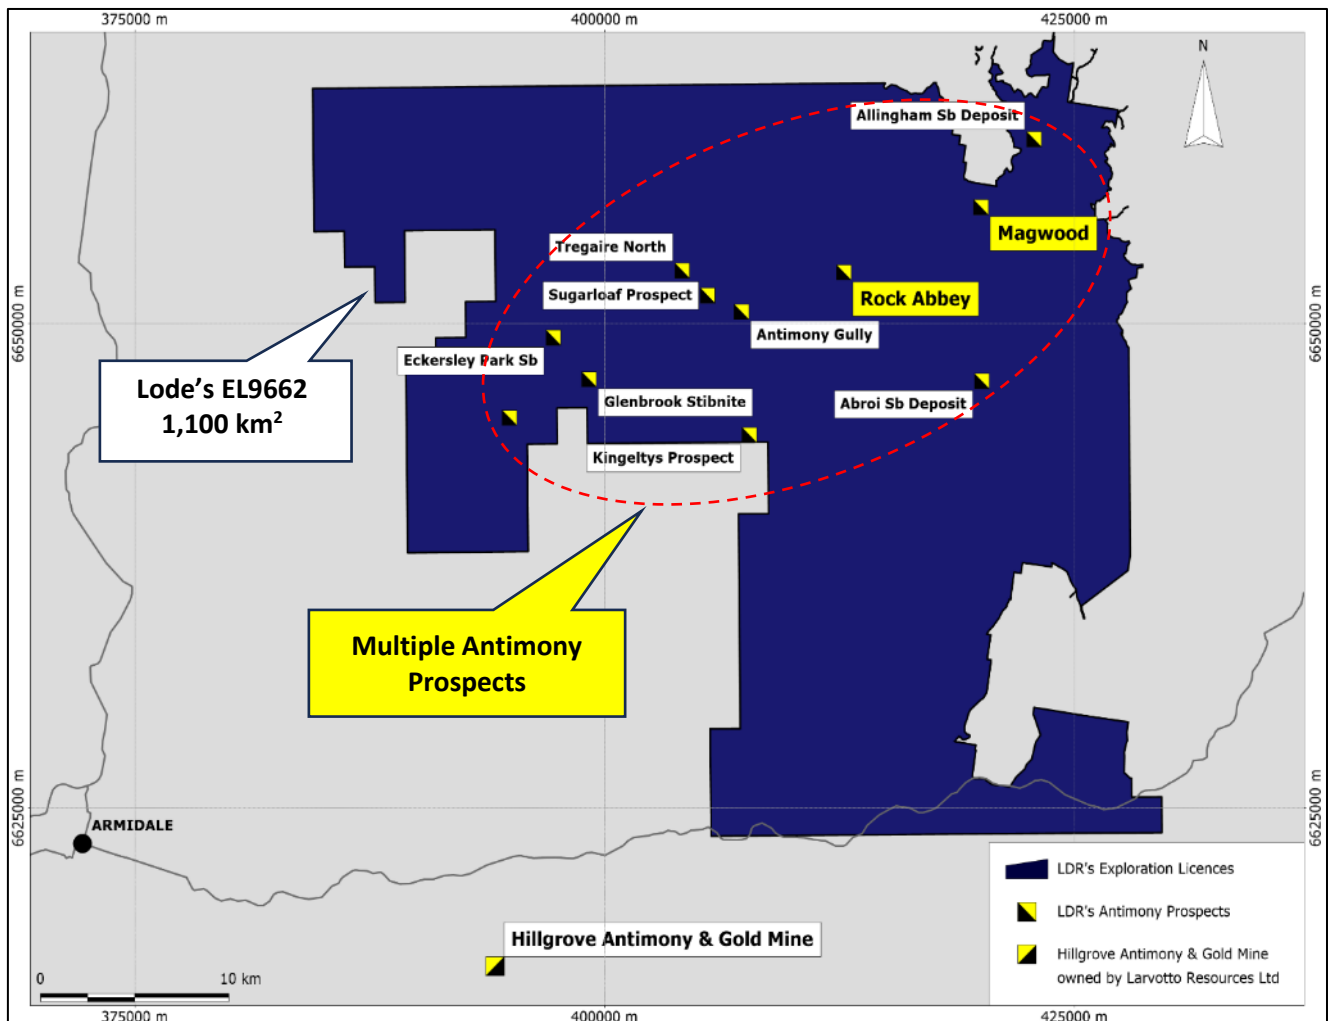 375000 m
400000 m
425000 m
N
Allingham Sb Deposit
Magwood
Tregaire North
Sugarloaf Prospect
Rock Abbey
Antimony Gully
6650000 m
6650000 m
Eckersley Park Sb
Lode's EL9662
1,100 km²
Glenbrook Stibnite
Abroi Sb Deposit
Kingeltys Prospect
Multiple Antimony
Prospects
6625000 m
6625000 m
ARMIDALE
LDR's Exploration Licences
LDR's Antimony Prospects
Hillgrove Antimony & Gold Mine
owned by Larvotto Resources Ltd
Hillgrove Antimony & Gold Mine
0
10 km
375000 m
400000 m
425000 m